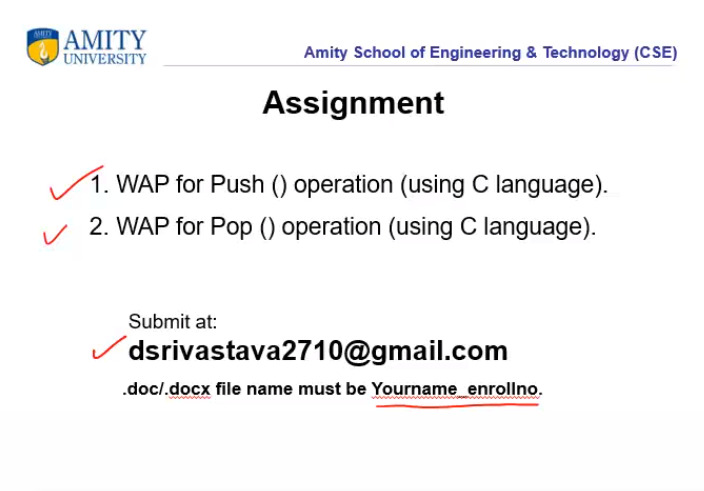 AMITY
UNIVERSITY
Amity School of Engineering & Technology (CSE)
Assignment
1. WAP for Push () operation (using C language).
2. WAP for Pop () operation (using C language).
Submit at:
dsrivastava2710@gmail.com
.doc/.docx file name must be Yourname_enrollno.